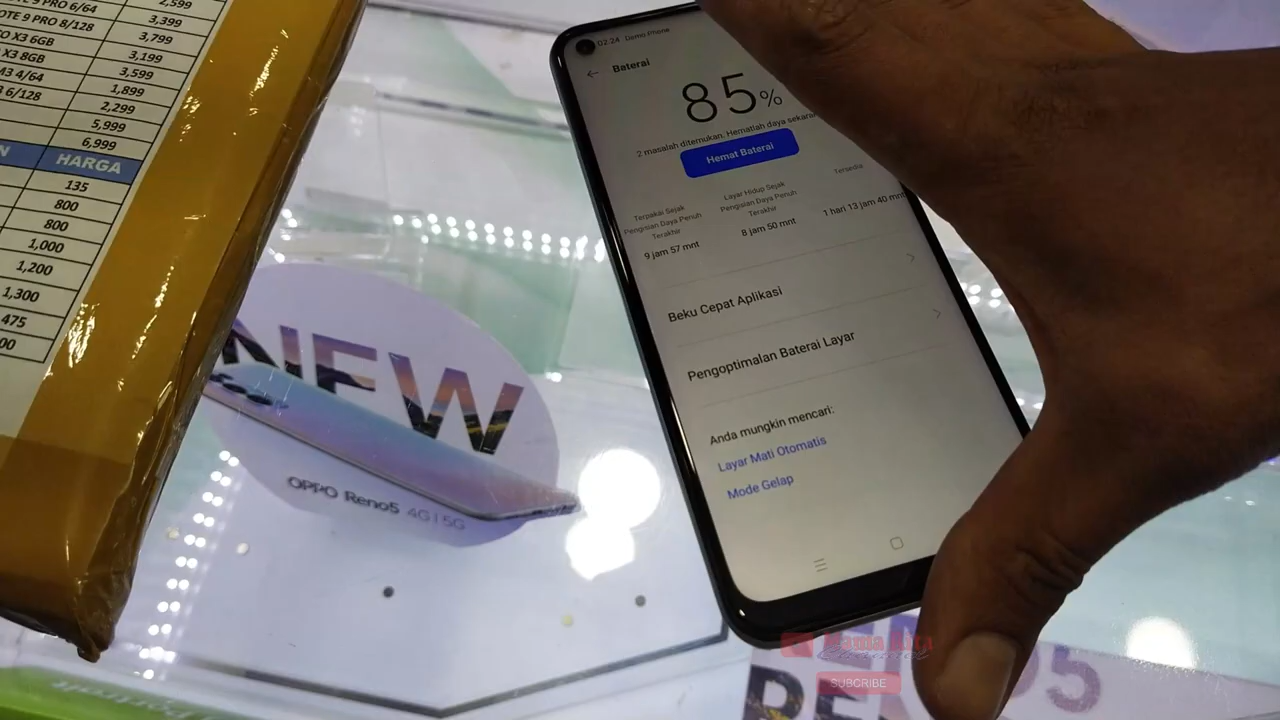 OTE 9 PRO 6/64 2,599
OTE 9 PRO 8/128 3,399
X3 6GB 3,799
X3 8GB 3,199
M3 4/64 3,599
6/128 1,899
2,299
5,999
6,999
HARGA
135
800
800
1,000
1,200
1,300
475
NEW
OPPO Reno5 4G | 5G
02.24 Demo Phone
← Baterai
85%
2 masalah ditemukan. Hematlah daya
Hemat Baterai
Terpakai Sejak Pengisian Daya Penuh Terakhir
9 jam 57 mnt
Layar Hidup Sejak Pengisian Daya Penuh Terakhir
8 jam 50 mnt
Tersedia
1 hari 13 jam 40 mnt
Beku Cepat Aplikasi
Pengoptimalan Baterai Layar
Anda mungkin mencari:
Layar Mati Otomatis
Mode Gelap
SUBSCRIBE